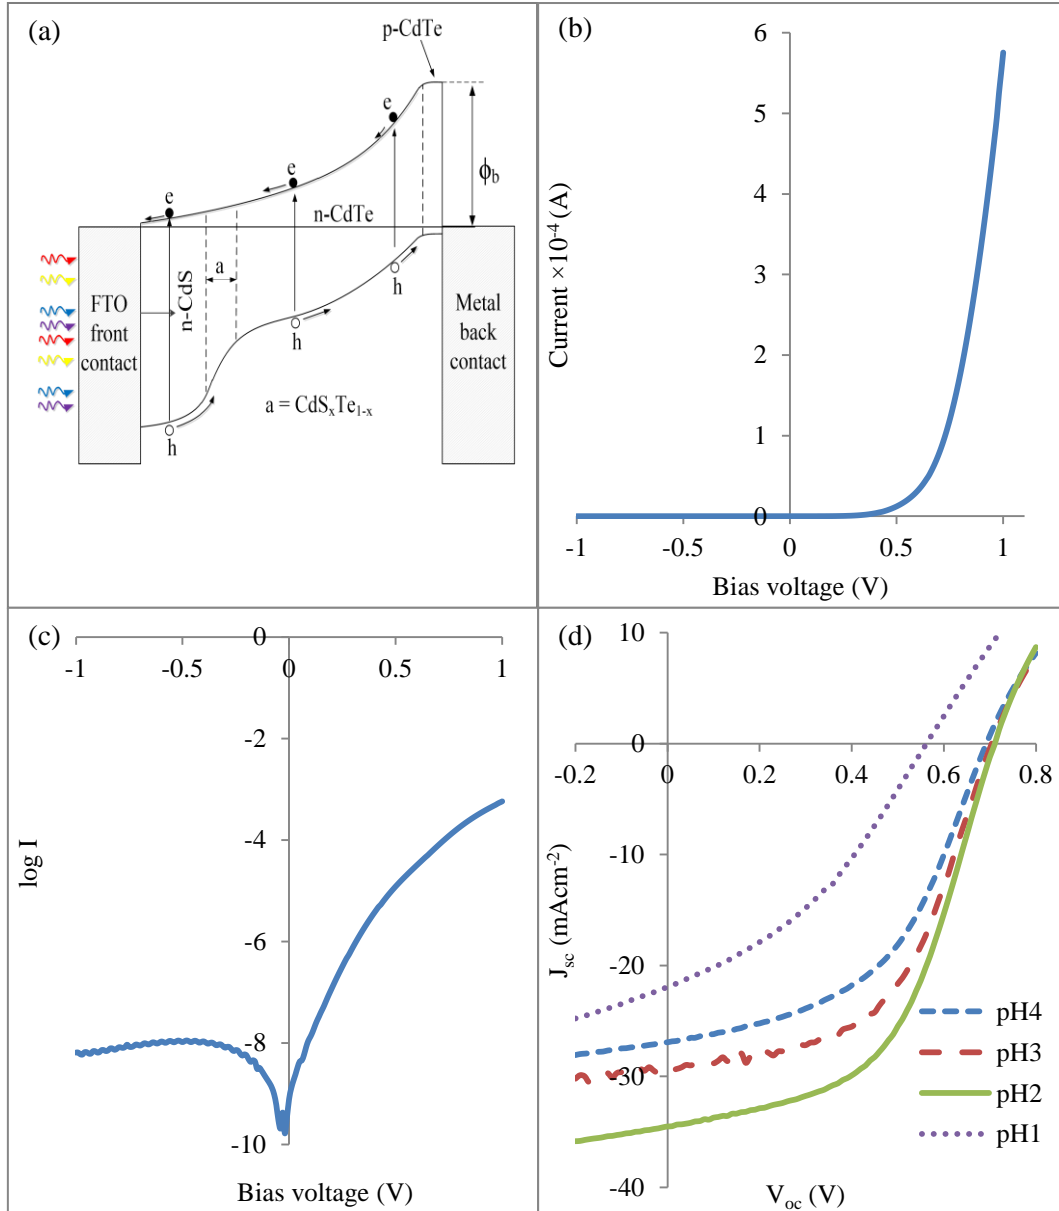 (a)
p-CdTe
e
ϕb
e
n-CdTe
e
n-CdS
a
FTO
front
contact
h
Metal
back
contact
h
a = CdSxTe1-x
h
(b)
Current ×10-4 (A)
6
5
4
3
2
1
0
-1
-0.5
0
0.5
1
Bias voltage (V)
(c)
0
-1
-0.5
0
0.5
1
-2
-4
log I
-6
-8
-10
Bias voltage (V)
(d)
10
0
-0.2
0
0.2
0.4
0.6
0.8
-10
Jsc (mAcm-2)
-20
-30
-40
pH4
pH3
pH2
pH1
Voc (V)